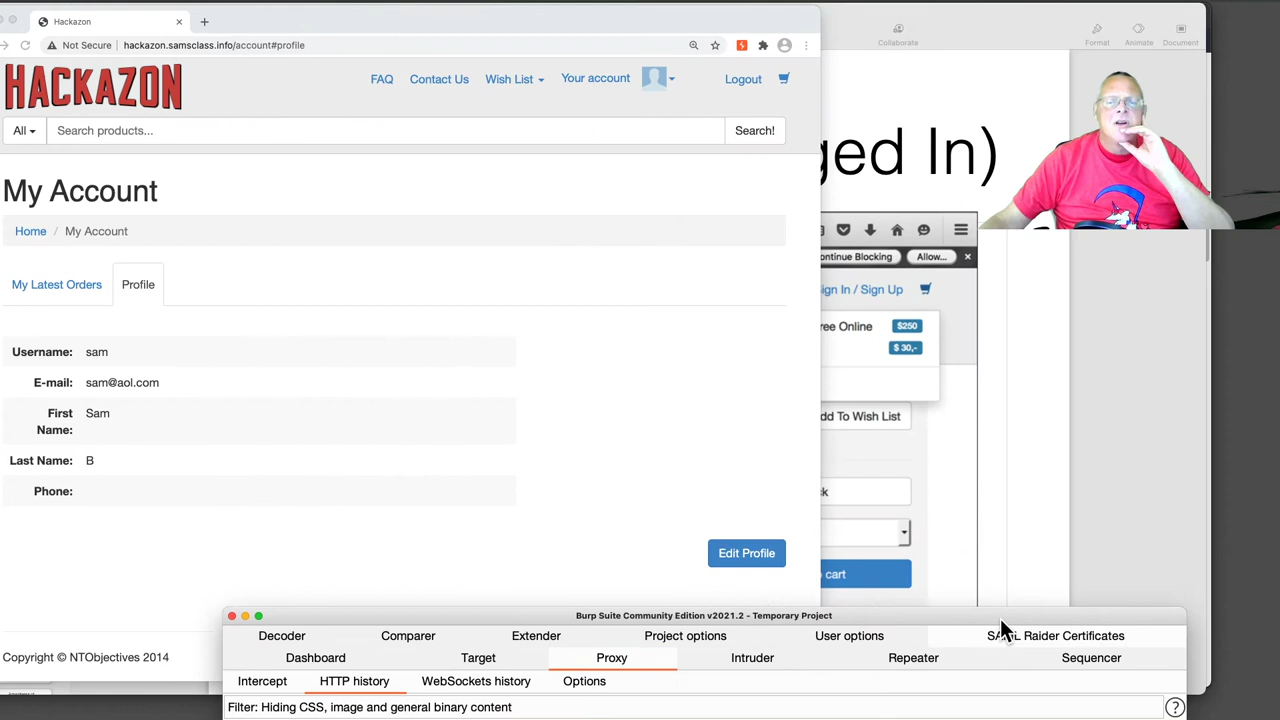 Hackazon
Not Secure
hackazon.samsclass.info/account#profile
Collaborate
Format
Animate
Document
HACKAZON
FAQ
Contact Us
Wish List
Your account
Logout
All
Search products...
Search!
ged In)
My Account
Home / My Account
My Latest Orders
Profile
Username: sam
E-mail: sam@aol.com
First Name: Sam
Last Name: B
Phone:
Edit Profile
ontinue Blocking
Allow...
ign In / Sign Up
ree Online
$250
$ 30,-
dd To Wish List
ck
cart
Copyright © NTObjectives 2014
Burp Suite Community Edition v2021.2 - Temporary Project
Decoder
Comparer
Extender
Project options
User options
Raider Certificates
Dashboard
Target
Proxy
Intruder
Repeater
Sequencer
Intercept
HTTP history
WebSockets history
Options
Filter: Hiding CSS, image and general binary content
?